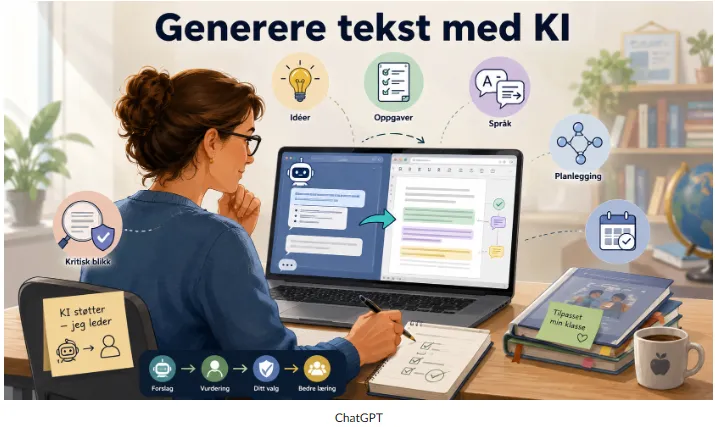 Generere tekst med KI
Idéer
Oppgaver
Språk
A
Planlegging
Kritisk blikk
KI støtter
– jeg leder
Tilpasset
min klasse
Forslag
Vurdering
Ditt valg
Bedre læring
ChatGPT